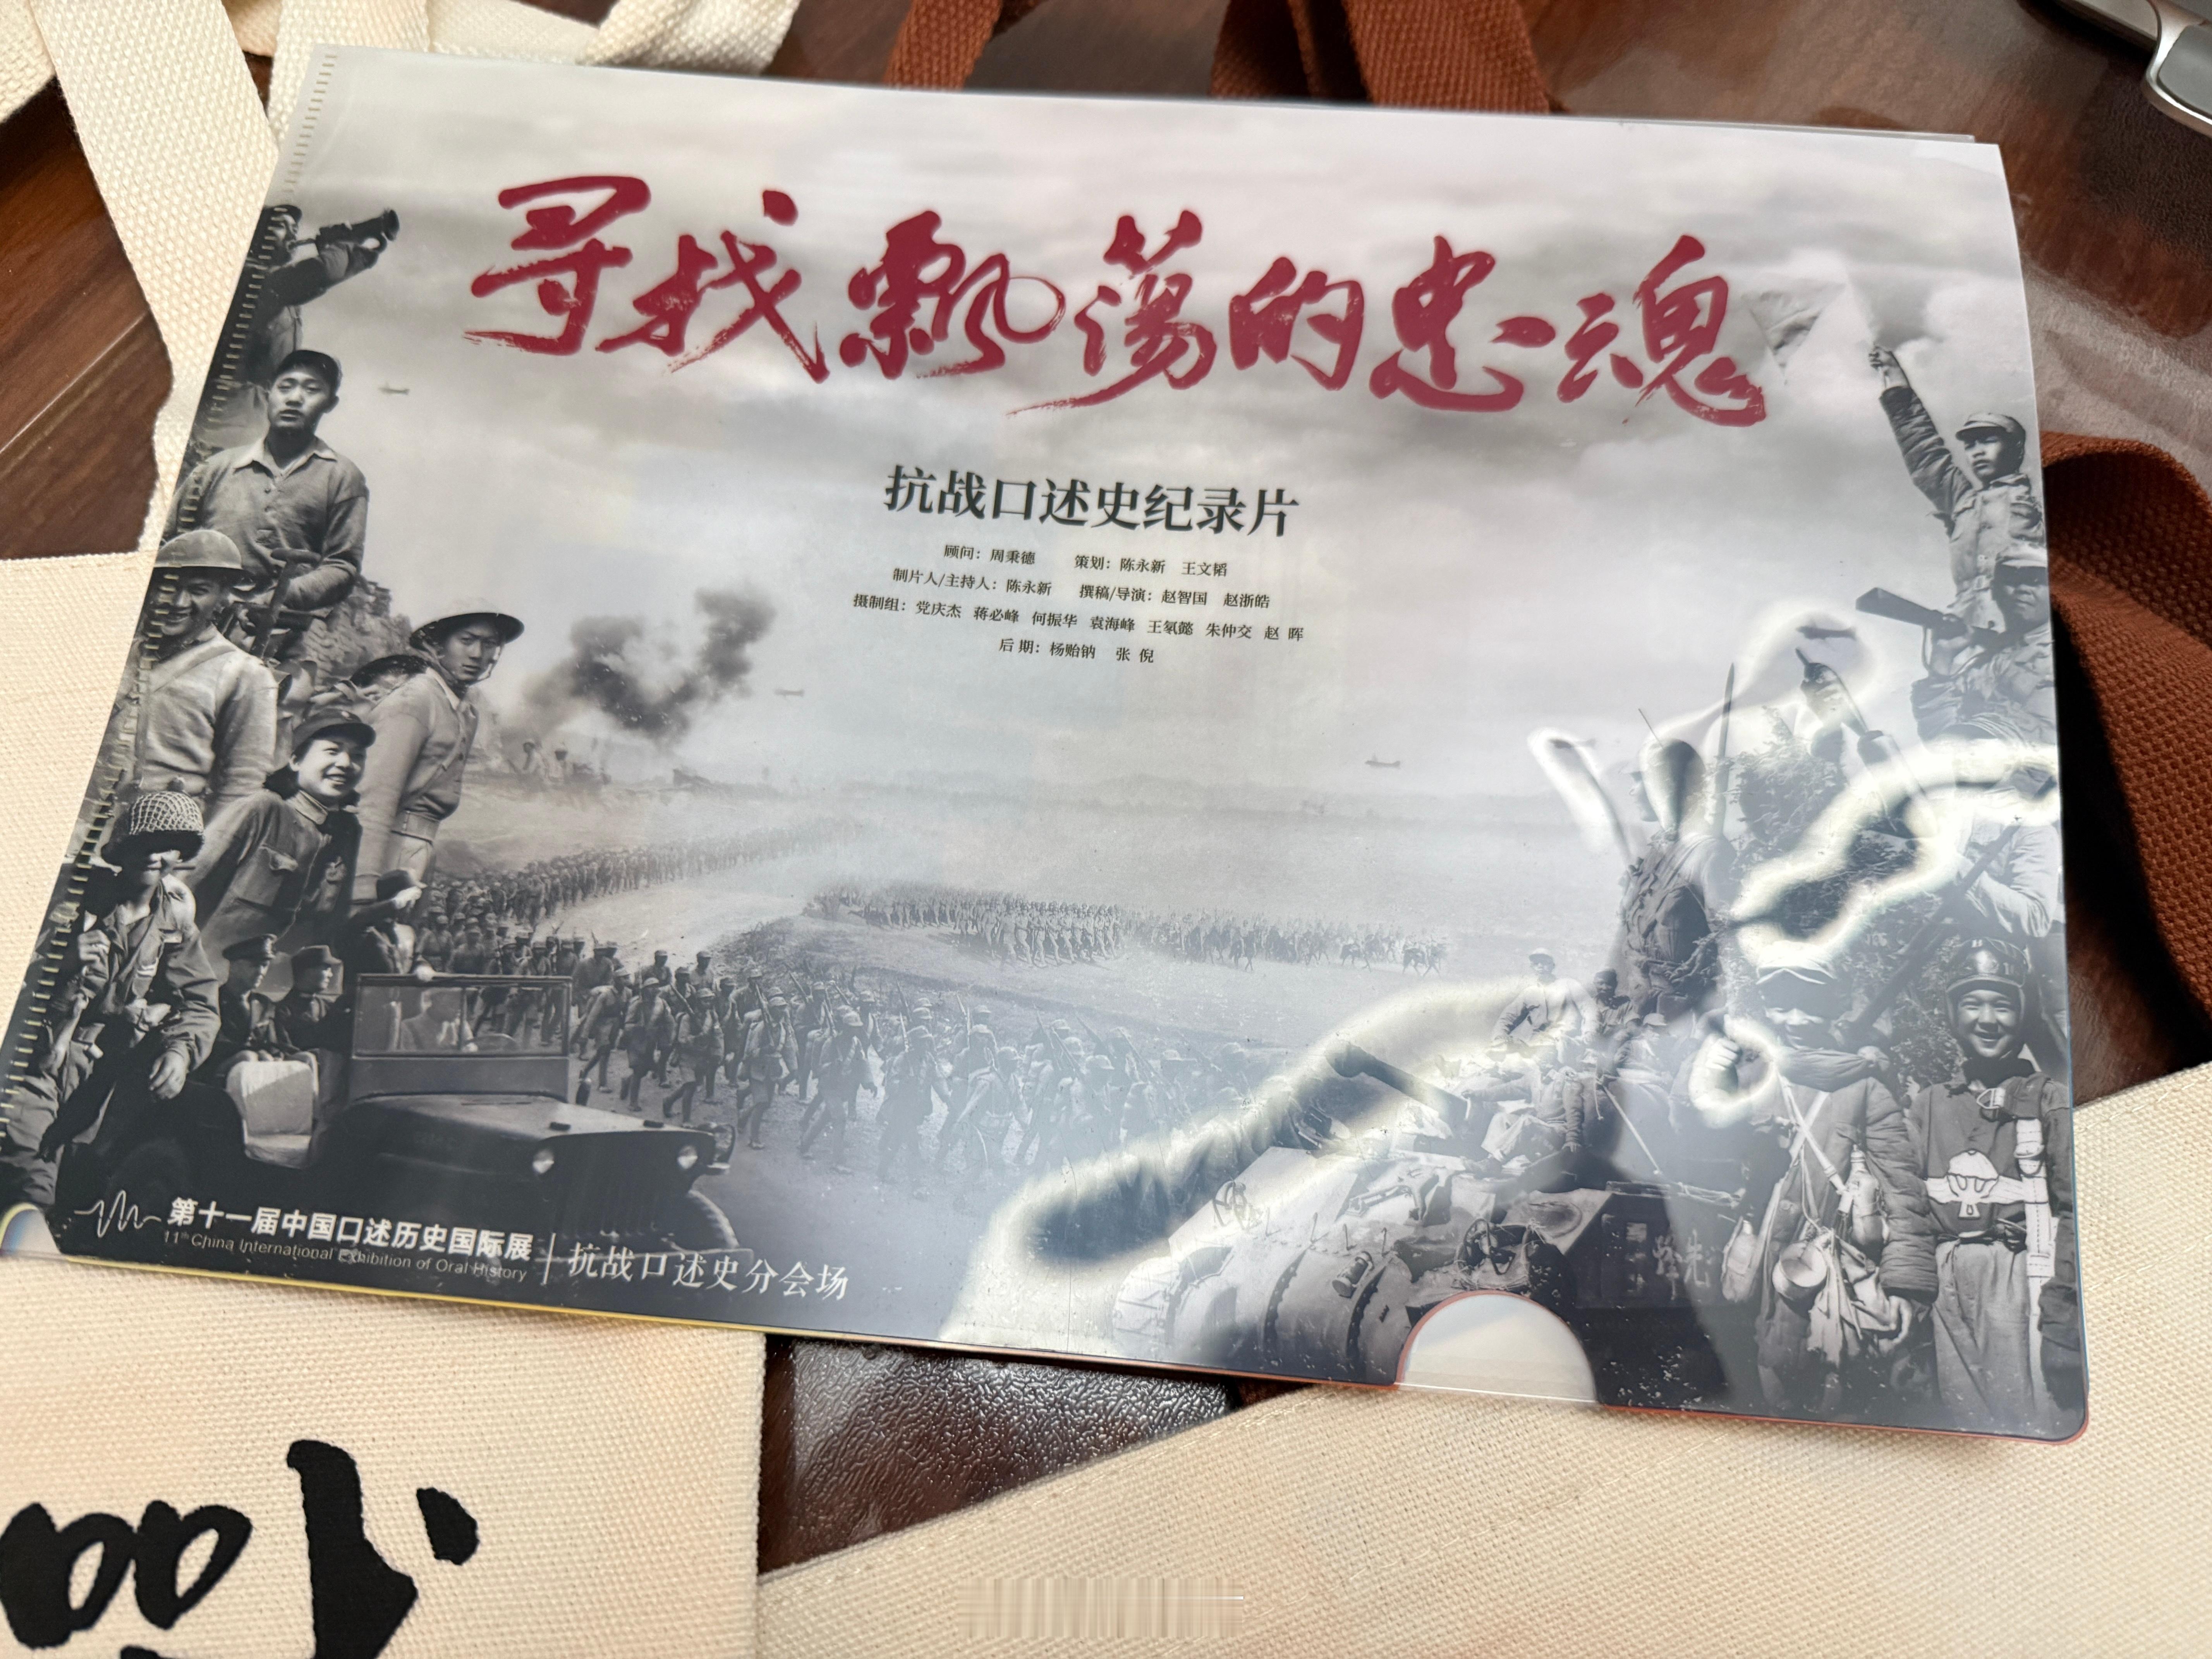 寻找飘荡的忠魂
抗战口述史纪录片
顾问：周秉德 策划：陈永新 王文韬
制片人/主持人：陈永新 撰稿/导演：赵智国 赵浙皓
摄制组：党庆杰 蒋必峰 何振华 袁海峰 王氡懿 朱仲交 赵 晖
后 期：杨贻钠 张 倪
第十一届中国口述历史国际展
11th China International Exhibition of Oral History
抗战口述史分会场